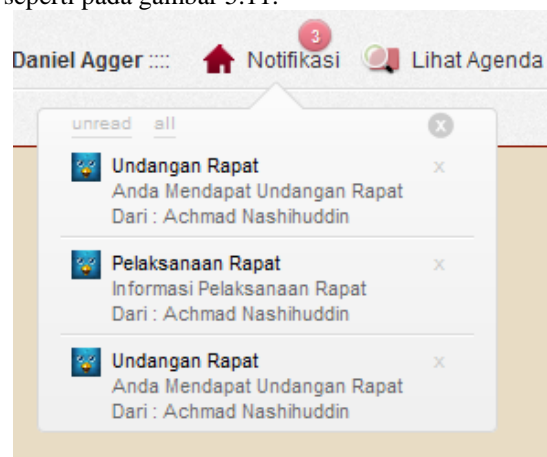 seperti pada gambar 3.11.
3
Daniel Agger :::: Notifikasi Lihat Agenda
unread all x
Undangan Rapat x
Anda Mendapat Undangan Rapat
Dari : Achmad Nashihuddin
Pelaksanaan Rapat x
Informasi Pelaksanaan Rapat
Dari : Achmad Nashihuddin
Undangan Rapat x
Anda Mendapat Undangan Rapat
Dari : Achmad Nashihuddin